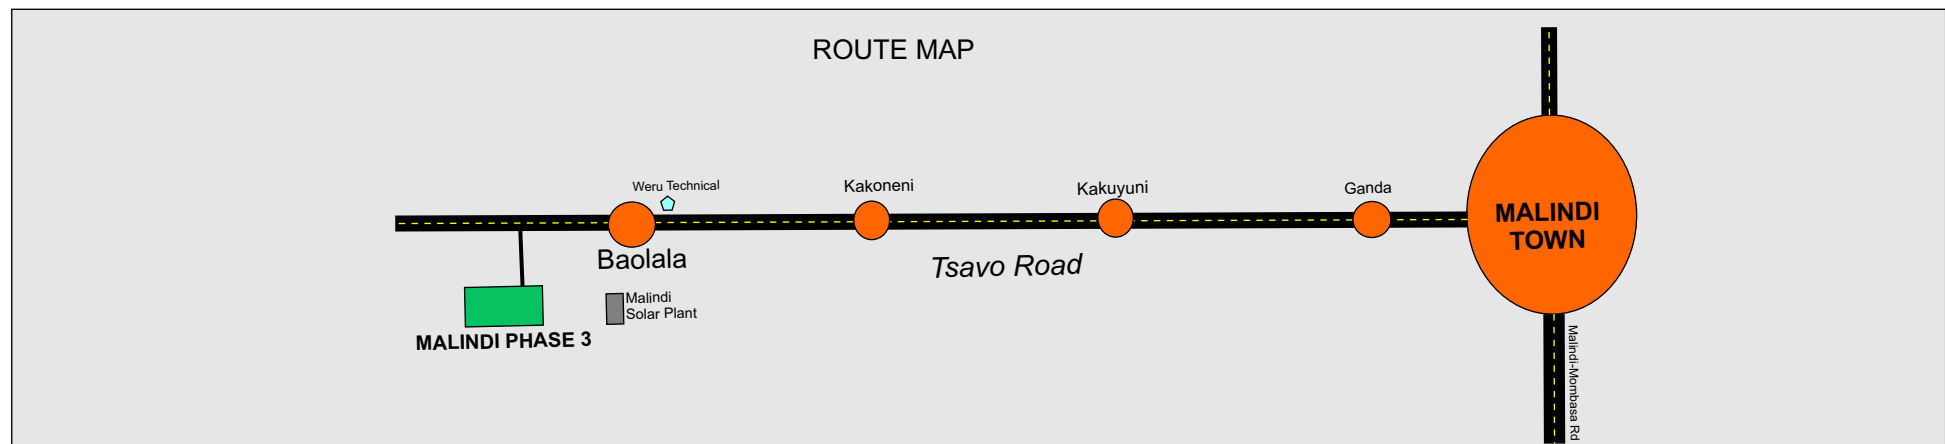 ROUTE MAP
Weru Technical
Kakoneni
Kakuyuni
Ganda
MALINDI
TOWN
Baolala
Tsavo Road
Malindi
Solar Plant
MALINDI PHASE 3
Malindi-Mombasa Rd